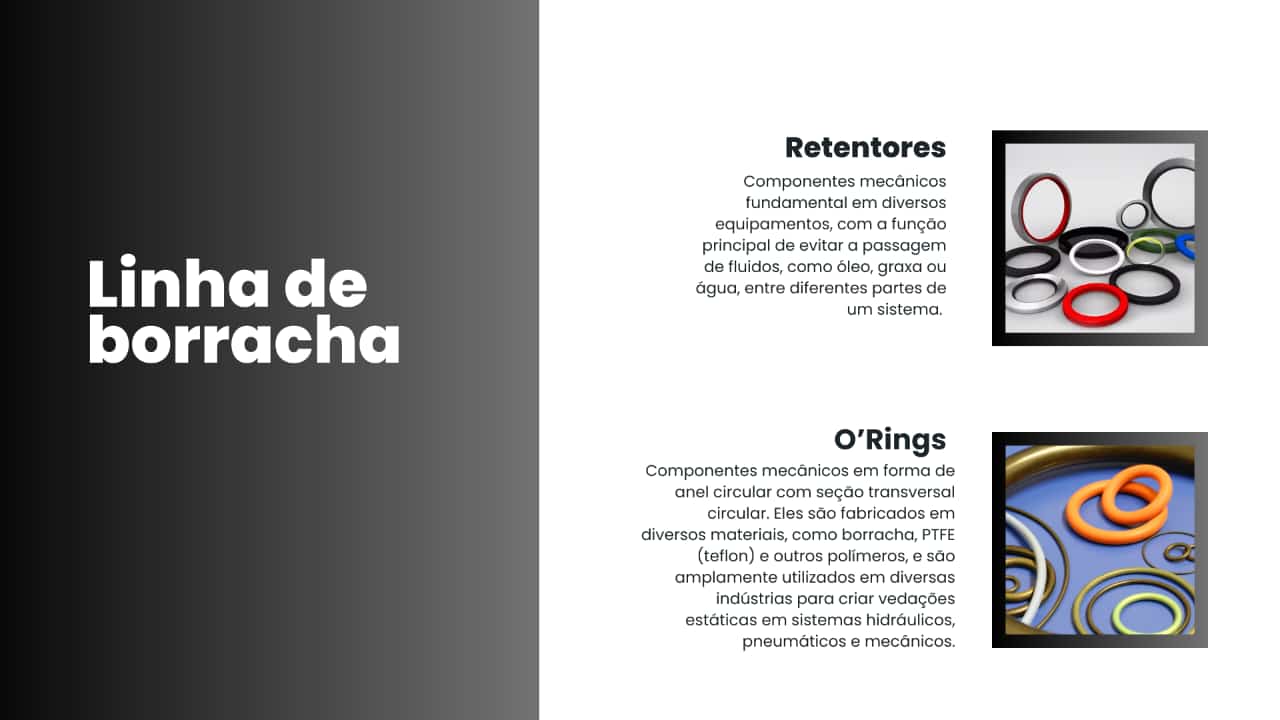 Linha de
borracha
Retentores
Componentes mecânicos
fundamental em diversos
equipamentos, com a função
principal de evitar a passagem
de fluidos, como óleo, graxa ou
água, entre diferentes partes de
um sistema.
O’Rings
Componentes mecânicos em forma de
anel circular com seção transversal
circular. Eles são fabricados em
diversos materiais, como borracha, PTFE
(teflon) e outros polímeros, e são
amplamente utilizados em diversas
indústrias para criar vedações
estáticas em sistemas hidráulicos,
pneumáticos e mecânicos.